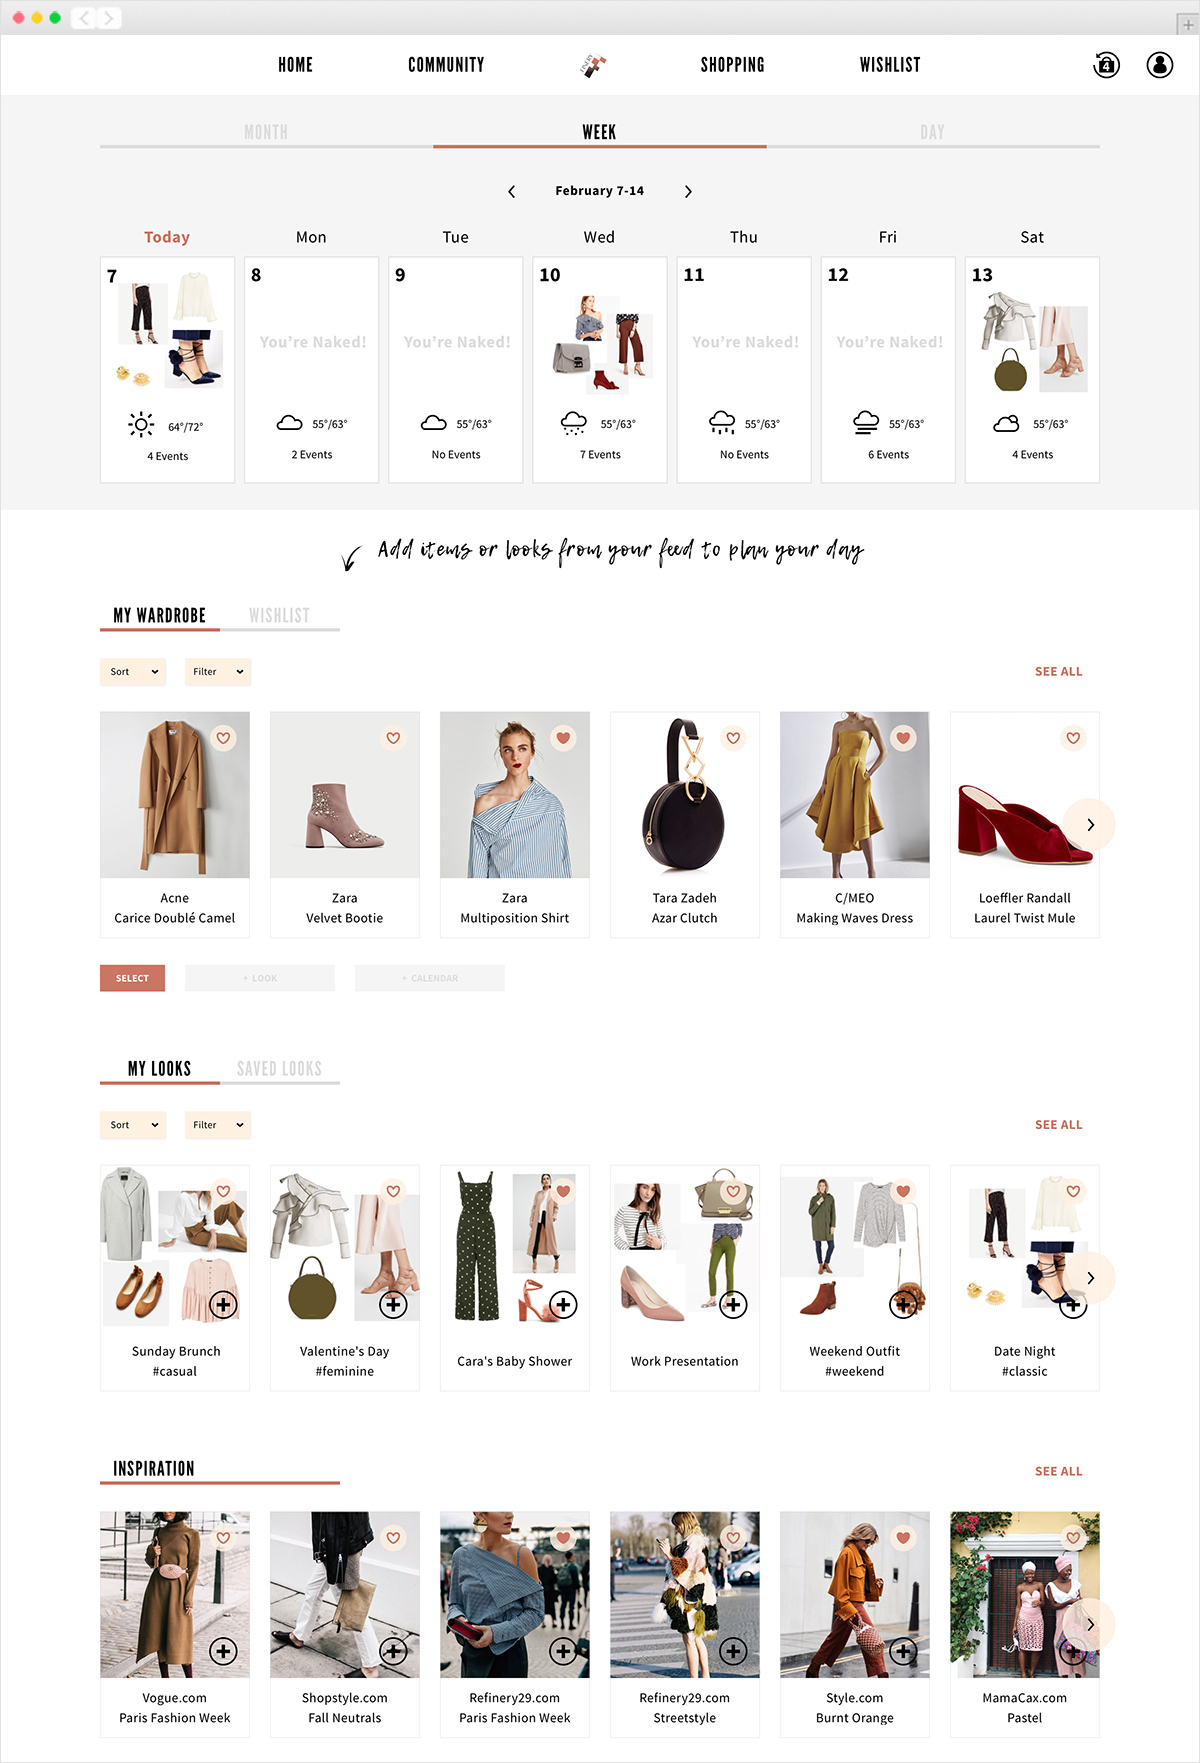 HOME COMMUNITY FINERY SHOPPING WISHLIST 4
MONTH WEEK DAY
February 7-14
Today Mon Tue Wed Thu Fri Sat
7 8 9 10 11 12 13
You're Naked! You're Naked! You're Naked! You're Naked!
64°/72° 55°/63° 55°/63° 55°/63° 55°/63° 55°/63° 55°/63°
4 Events 2 Events No Events 7 Events No Events 6 Events 4 Events
Add items or looks from your feed to plan your day
MY WARDROBE WISHLIST
Sort Filter SEE ALL
Acne Zara Zara Tara Zadeh C/MEO Loeffler Randall
Carice Doublé Camel Velvet Bootie Multiposition Shirt Azar Clutch Making Waves Dress Laurel Twist Mule
SELECT + LOOK + CALENDAR
MY LOOKS SAVED LOOKS
Sort Filter SEE ALL
Sunday Brunch Valentine's Day Cara's Baby Shower Work Presentation Weekend Outfit Date Night
#casual #feminine #weekend #classic
INSPIRATION SEE ALL
Vogue.com Shopstyle.com Refinery29.com Refinery29.com Style.com MamaCax.com
Paris Fashion Week Fall Neutrals Paris Fashion Week Streetstyle Burnt Orange Pastel